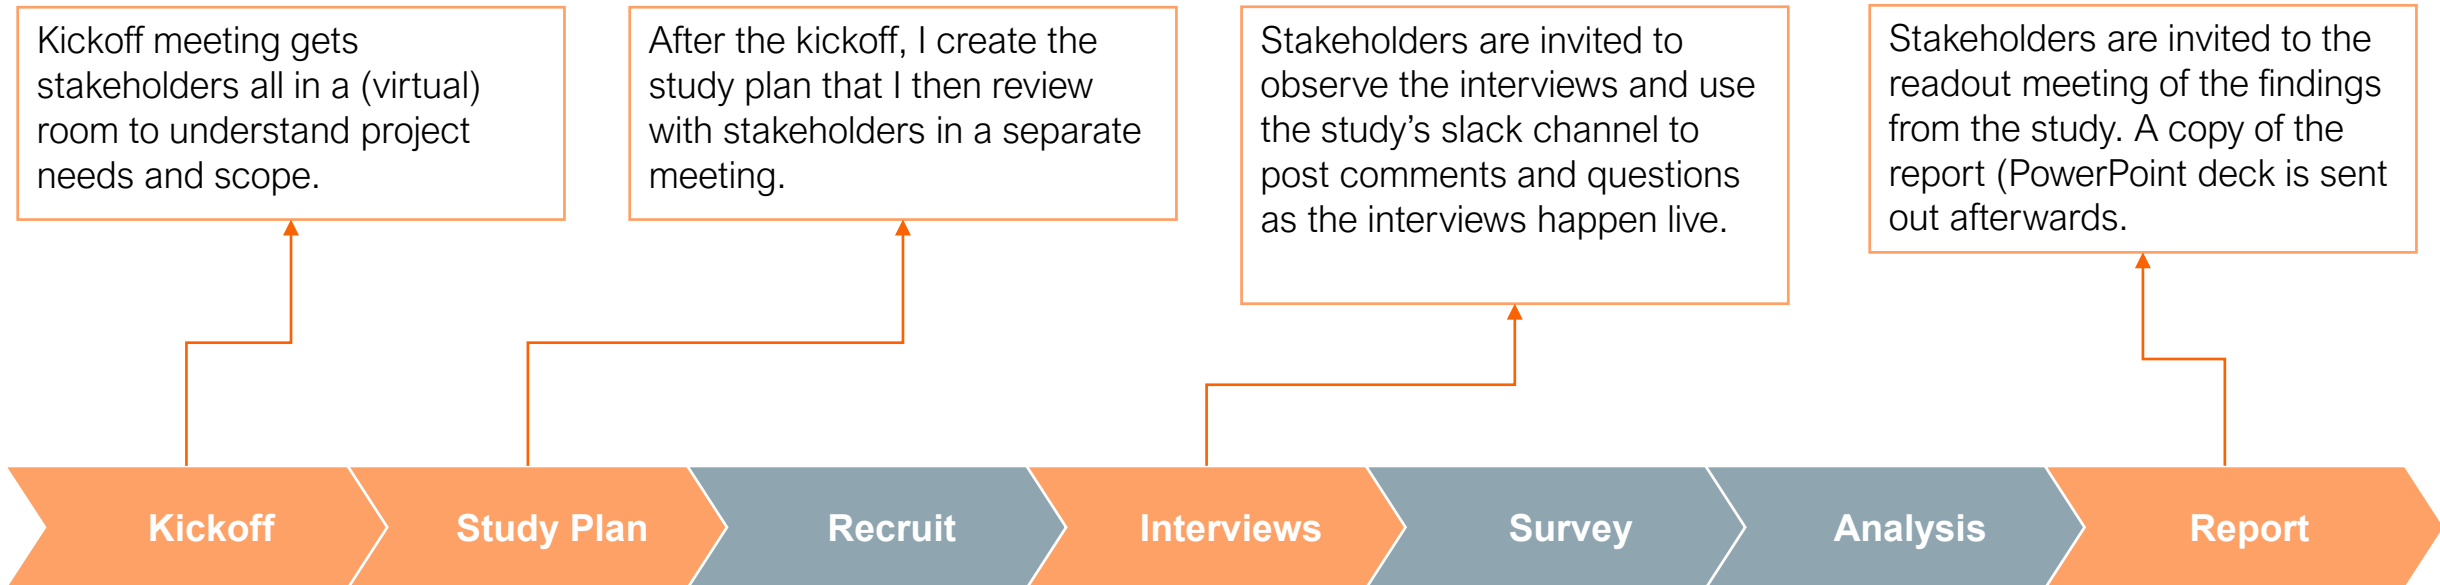 Kickoff meeting gets
stakeholders all in a (virtual)
room to understand project
needs and scope.
After the kickoff, I create the
study plan that I then review
with stakeholders in a separate
meeting.
Stakeholders are invited to
observe the interviews and use
the study’s slack channel to
post comments and questions
as the interviews happen live.
Stakeholders are invited to the
readout meeting of the findings
from the study. A copy of the
report (PowerPoint deck is sent
out afterwards.
Kickoff
Study Plan
Recruit
Interviews
Survey
Analysis
Report